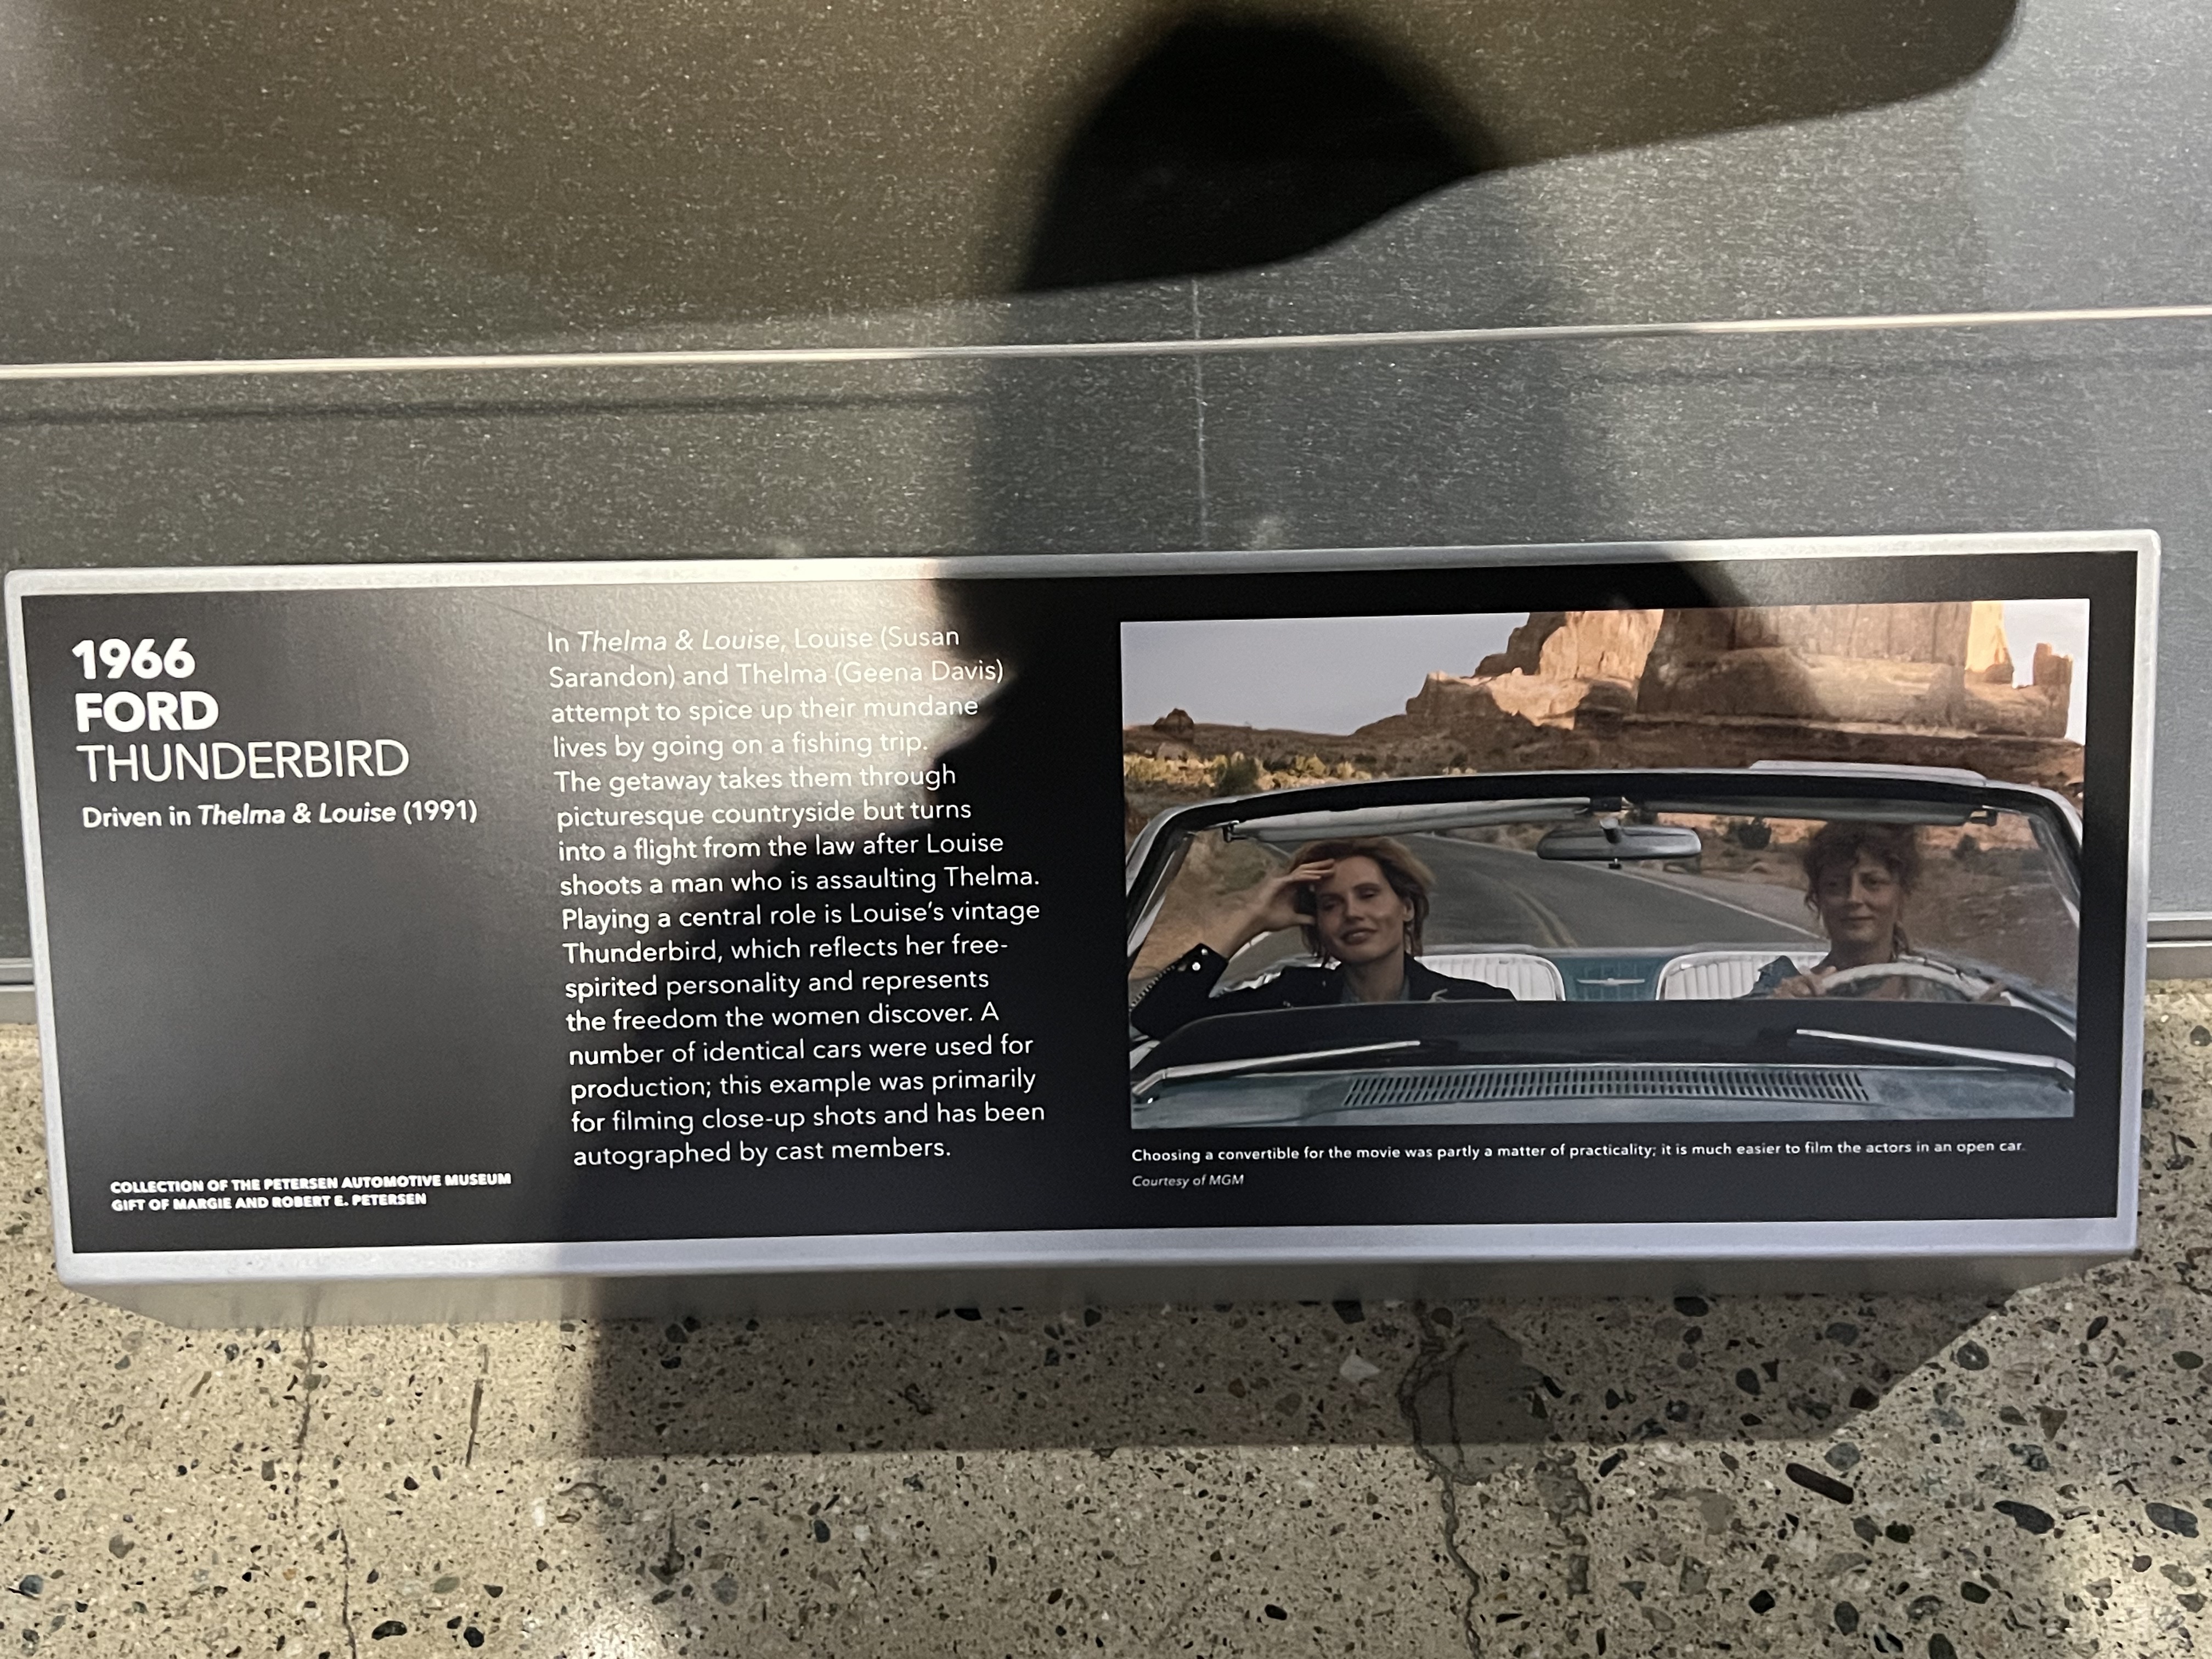 1966
FORD
THUNDERBIRD
Driven in Thelma & Louise (1991)
COLLECTION OF THE PETERSEN AUTOMOTIVE MUSEUM
GIFT OF MARGIE AND ROBERT E. PETERSEN
In Thelma & Louise, Louise (Susan
Sarandon) and Thelma (Geena Davis)
attempt to spice up their mundane
lives by going on a fishing trip.
The getaway takes them through
picturesque countryside but turns
into a flight from the law after Louise
shoots a man who is assaulting Thelma.
Playing a central role is Louise's vintage
Thunderbird, which reflects her free-
spirited personality and represents
the freedom the women discover. A
number of identical cars were used for
production; this example was primarily
for filming close-up shots and has been
autographed by cast members.
Choosing a convertible for the movie was partly a matter of practicality; it is much easier to film the actors in an open car.
Courtesy of MGM